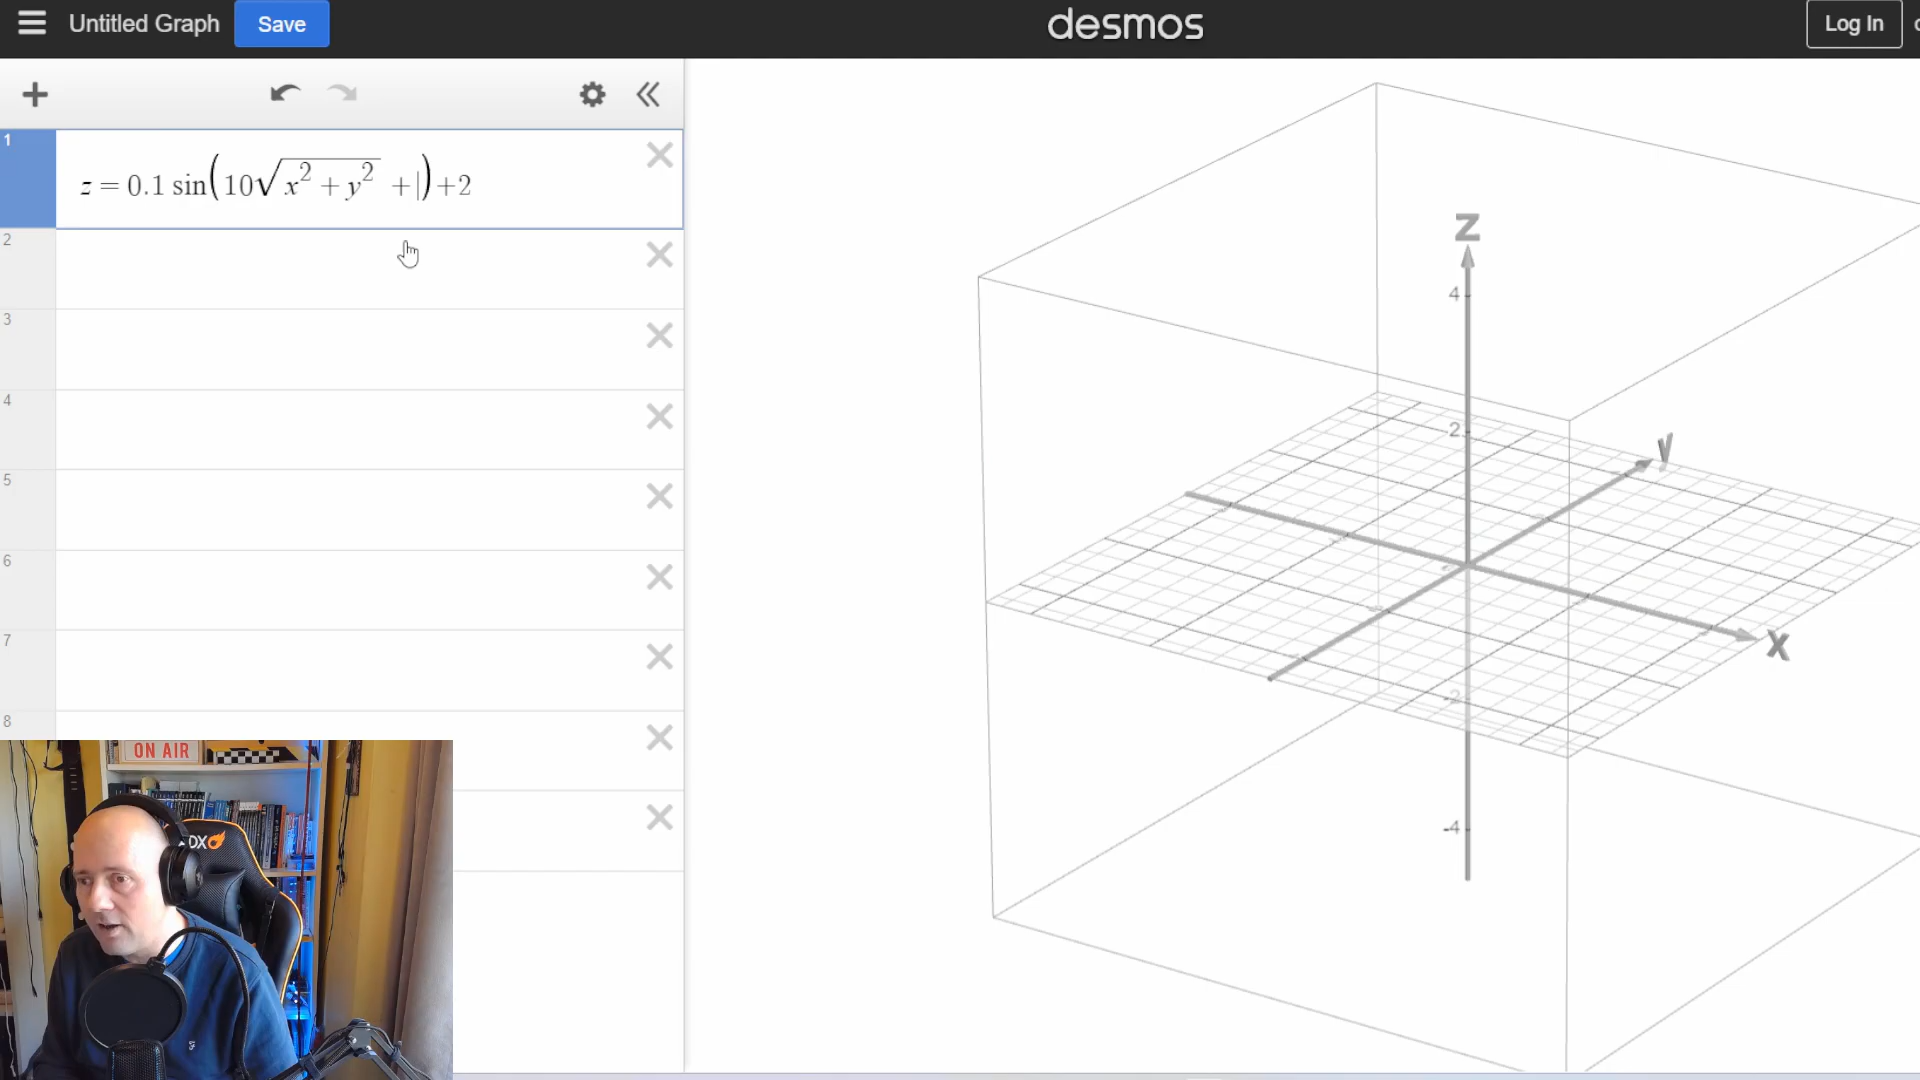 Untitled Graph
Save
desmos
Log In
1
z = 0.1 sin(10√x² + y² +) + 2
2
3
4
5
6
7
8
Z
4
2
y
X
-2
-4
ON AIR
DX